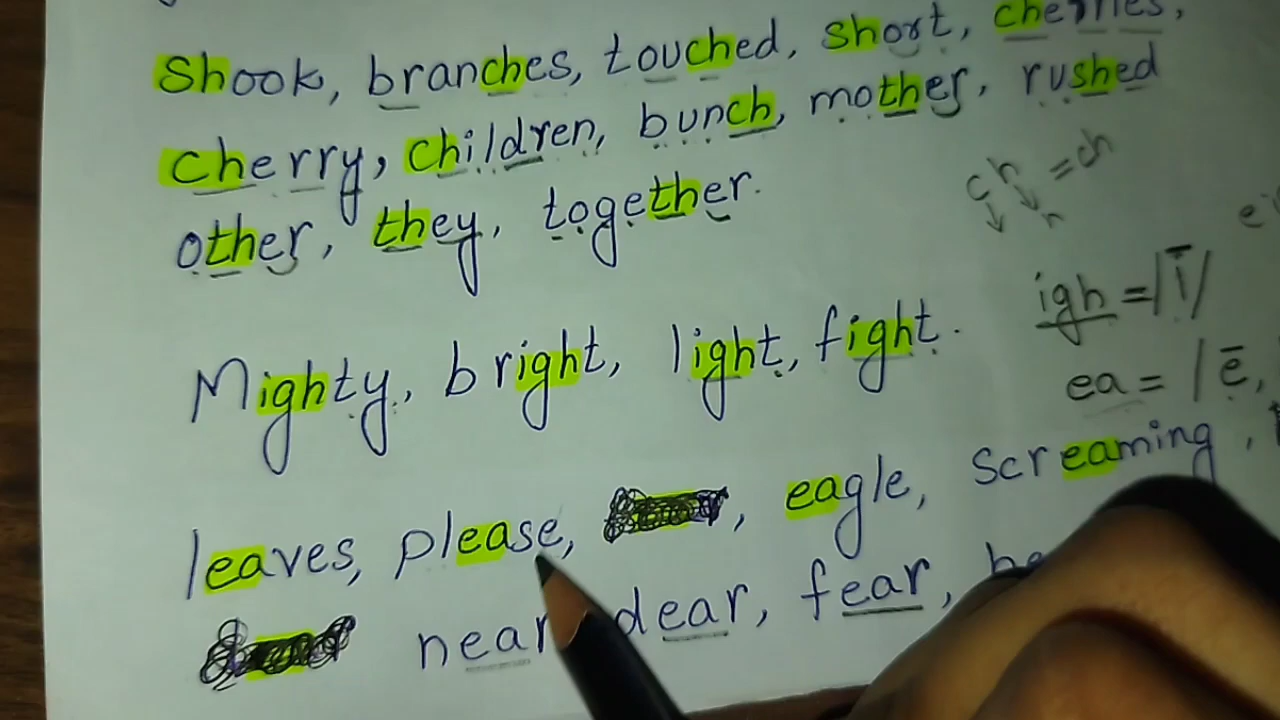 Shook, branches, touched, short, cherries,
cherry, children, bunch, mother, rushed
other, they, together.
ch = ch
igh = /ī/
Mighty, bright, light, fight.
ea = /ē,
leaves, please, , eagle, screaming,
near dear, fear,